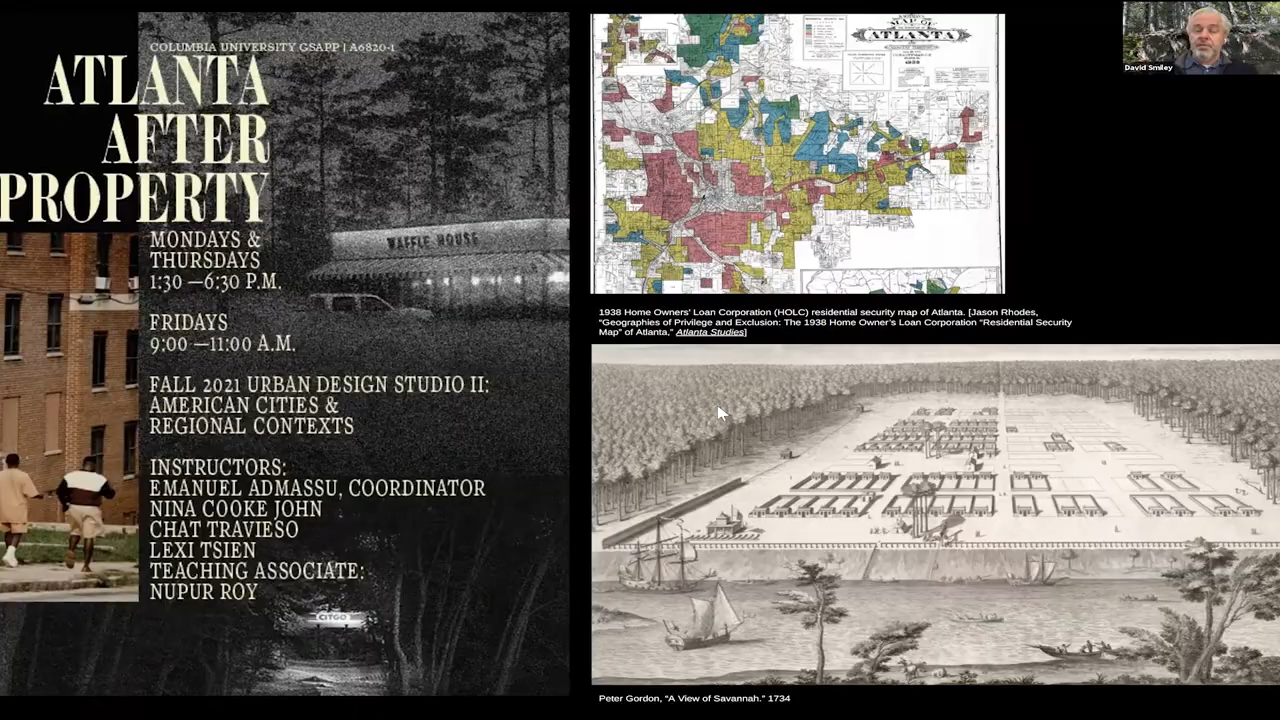 COLUMBIA UNIVERSITY GSAPP | A6820-1
ATLANTA
AFTER
PROPERTY
WAFFLE HOUSE
MONDAYS &
THURSDAYS
1:30 —6:30 P.M.
FRIDAYS
9:00 —11:00 A.M.
FALL 2021 URBAN DESIGN STUDIO II:
AMERICAN CITIES &
REGIONAL CONTEXTS
INSTRUCTORS:
EMANUEL ADMASSU, COORDINATOR
NINA COOKE JOHN
CHAT TRAVIESO
LEXI TSIEN
TEACHING ASSOCIATE:
NUPUR ROY
CITGO
MAP OF
ATLANTA
1938
1938 Home Owners' Loan Corporation (HOLC) residential security map of Atlanta. [Jason Rhodes,
"Geographies of Privilege and Exclusion: The 1938 Home Owner's Loan Corporation "Residential Security
Map" of Atlanta," Atlanta Studies]
Peter Gordon, "A View of Savannah." 1734
David Smiley